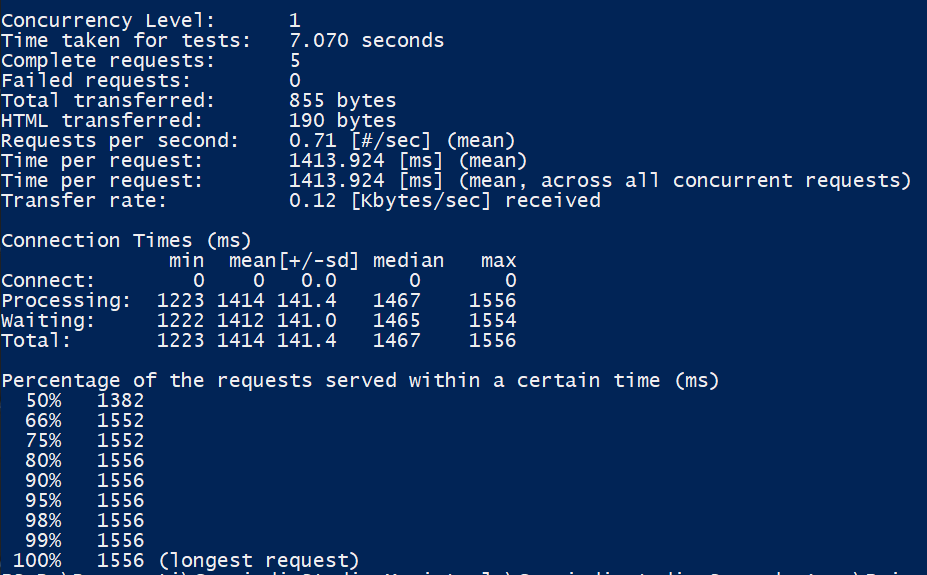 Concurrency Level:      1
Time taken for tests:   7.070 seconds
Complete requests:      5
Failed requests:        0
Total transferred:      855 bytes
HTML transferred:       190 bytes
Requests per second:    0.71 [#/sec] (mean)
Time per request:       1413.924 [ms] (mean)
Time per request:       1413.924 [ms] (mean, across all concurrent requests)
Transfer rate:          0.12 [Kbytes/sec] received

Connection Times (ms)
              min  mean[+/-sd] median   max
Connect:        0    0   0.0      0       0
Processing:  1223 1414 141.4   1467    1556
Waiting:     1222 1412 141.0   1465    1554
Total:       1223 1414 141.4   1467    1556

Percentage of the requests served within a certain time (ms)
  50%   1382
  66%   1552
  75%   1552
  80%   1556
  90%   1556
  95%   1556
  98%   1556
  99%   1556
 100%   1556 (longest request)